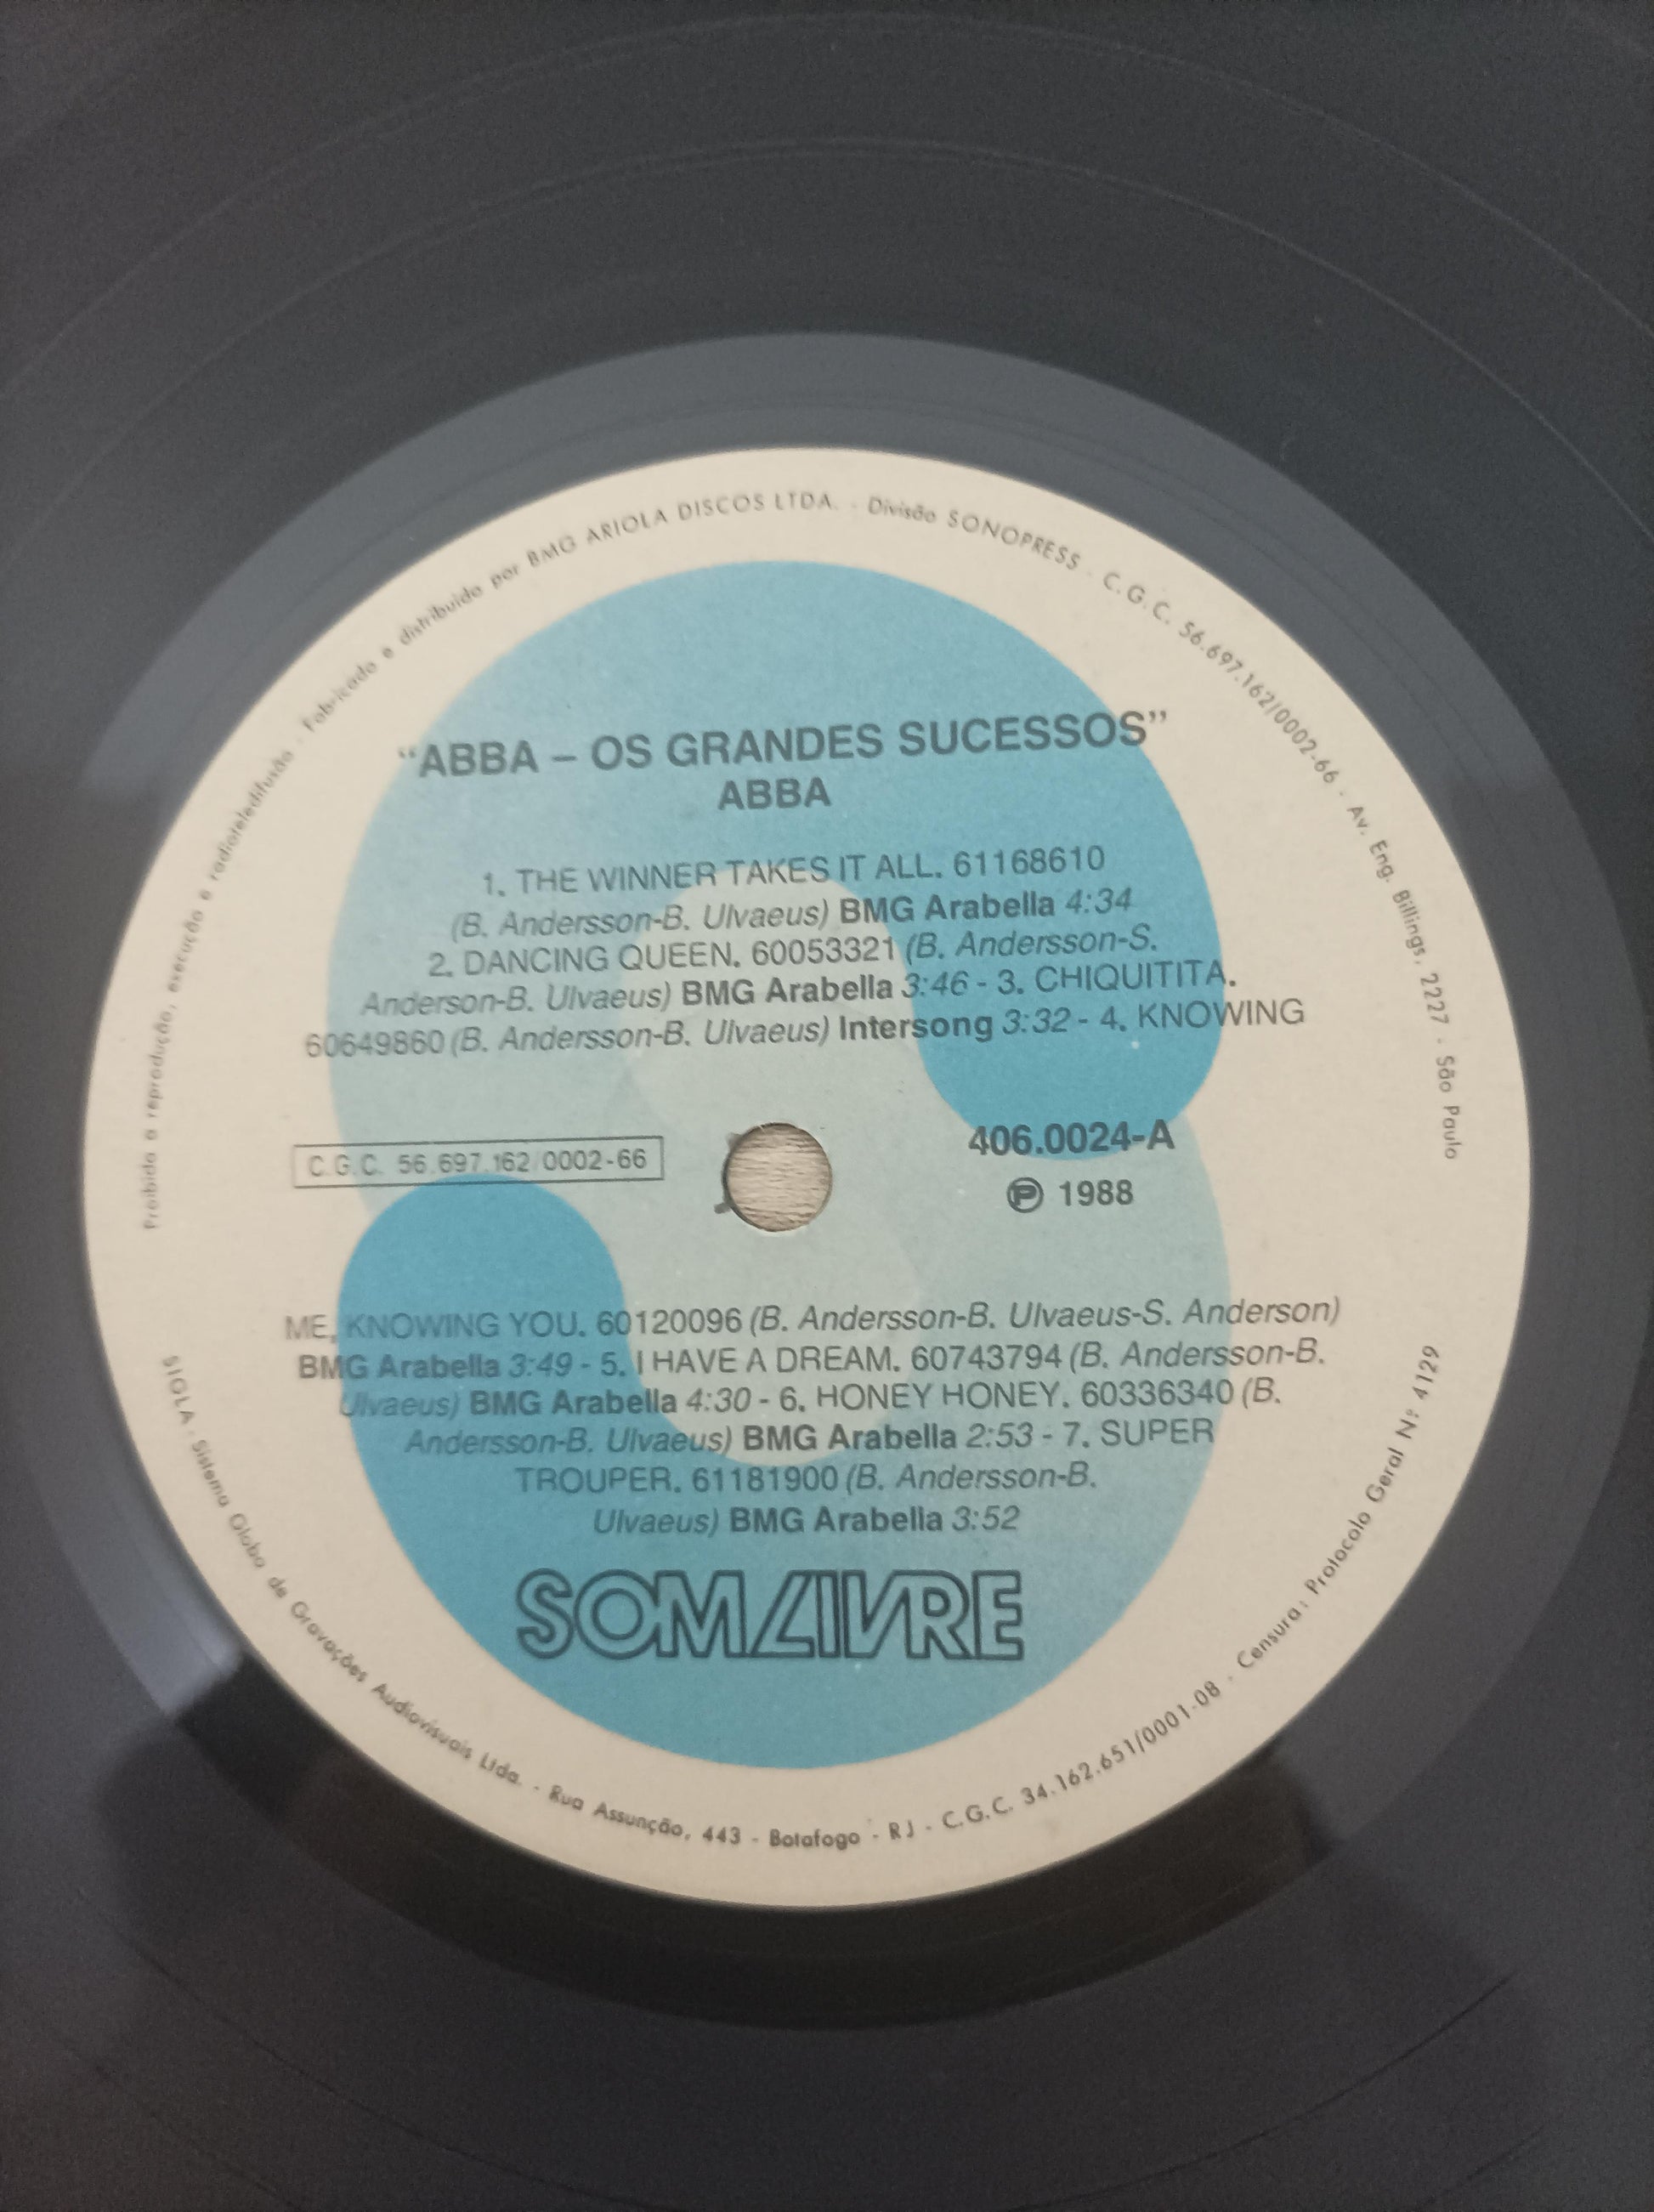 Proibida a reprodução, execução e radioteledifusão - Fabricado e distribuído por BMG ARIOLA DISCOS LTDA. - Divisão SONOPRESS - C.G.C. 56.697.162/0002-66 - Av. Eng. Billings, 2227 - São Paulo
“ABBA – OS GRANDES SUCESSOS”
ABBA
1. THE WINNER TAKES IT ALL. 61168610
(B. Andersson-B. Ulvaeus) BMG Arabella 4:34
2. DANCING QUEEN. 60053321 (B. Andersson-S.
Anderson-B. Ulvaeus) BMG Arabella 3:46 - 3. CHIQUITITA.
60649860 (B. Andersson-B. Ulvaeus) Intersong 3:32 - 4. KNOWING
C.G.C. 56.697.162/0002-66
406.0024-A
Ⓟ 1988
ME, KNOWING YOU. 60120096 (B. Andersson-B. Ulvaeus-S. Anderson)
BMG Arabella 3:49 - 5. I HAVE A DREAM. 60743794 (B. Andersson-B.
Ulvaeus) BMG Arabella 4:30 - 6. HONEY HONEY. 60336340 (B.
Andersson-B. Ulvaeus) BMG Arabella 2:53 - 7. SUPER
TROUPER. 61181900 (B. Andersson-B.
Ulvaeus) BMG Arabella 3:52
SOM LIVRE
SIGLA - Sistema Globo de Gravações Audiovisuais Ltda. - Rua Assunção, 443 - Botafogo - RJ - C.G.C. 34.162.651/0001-08 - Censura: Protocolo Geral Nº 4129